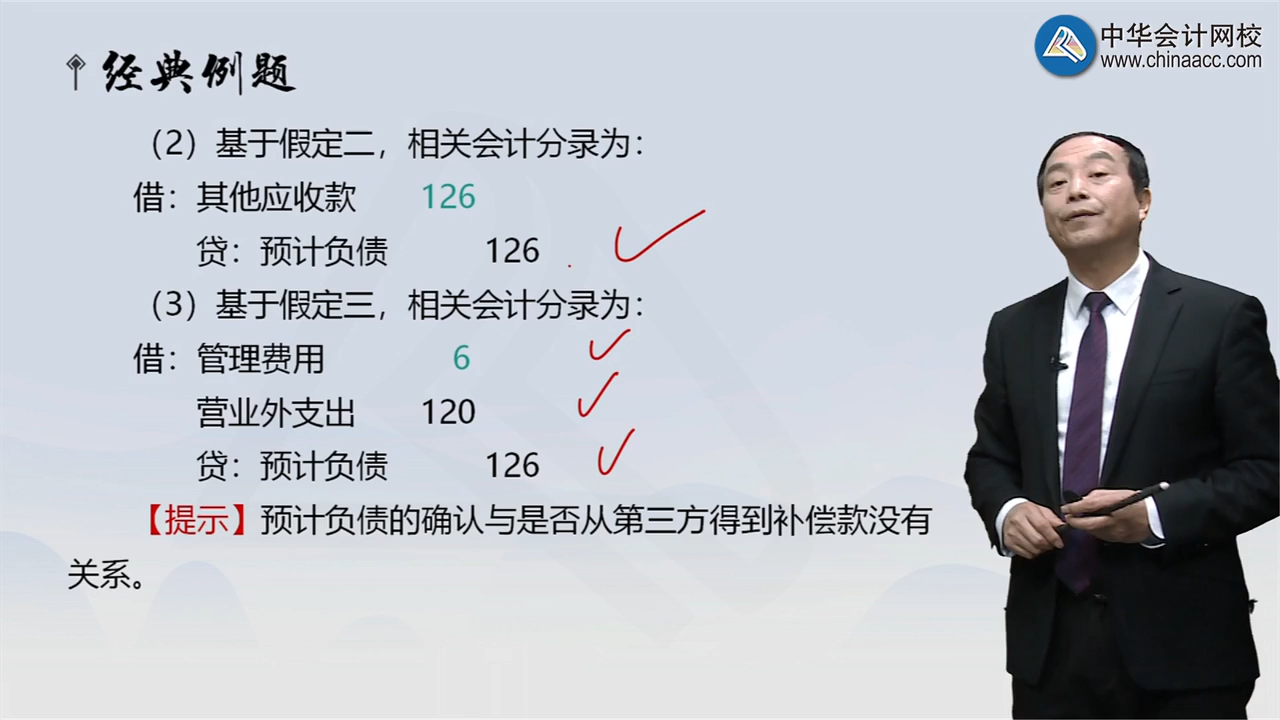 经典例题
中华会计网校
www.chinaacc.com
（2）基于假定二，相关会计分录为：
借：其他应收款 126
贷：预计负债 126
（3）基于假定三，相关会计分录为：
借：管理费用 6
营业外支出 120
贷：预计负债 126
【提示】预计负债的确认与是否从第三方得到补偿款没有
关系。